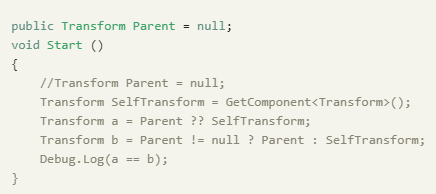 public Transform Parent = null;
void Start ()
{
    //Transform Parent = null;
    Transform SelfTransform = GetComponent<Transform>();
    Transform a = Parent ?? SelfTransform;
    Transform b = Parent != null ? Parent : SelfTransform;
    Debug.Log(a == b);
}